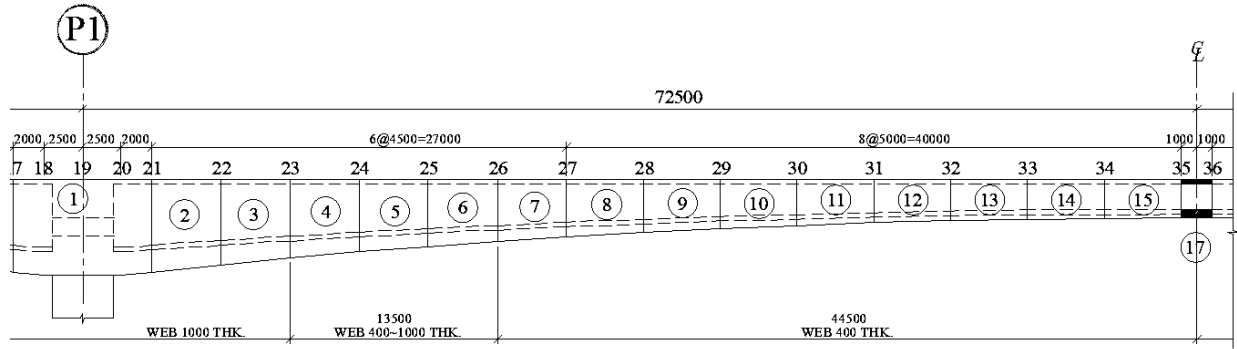 P1
℄
72500
2000 2500 2500 2000 6@4500=27000 8@5000=40000 1000 1000
7 18 19 20 21 22 23 24 25 26 27 28 29 30 31 32 33 34 35 36
1 2 3 4 5 6 7 8 9 10 11 12 13 14 15
17
13500 44500
WEB 1000 THK. WEB 400~1000 THK. WEB 400 THK.